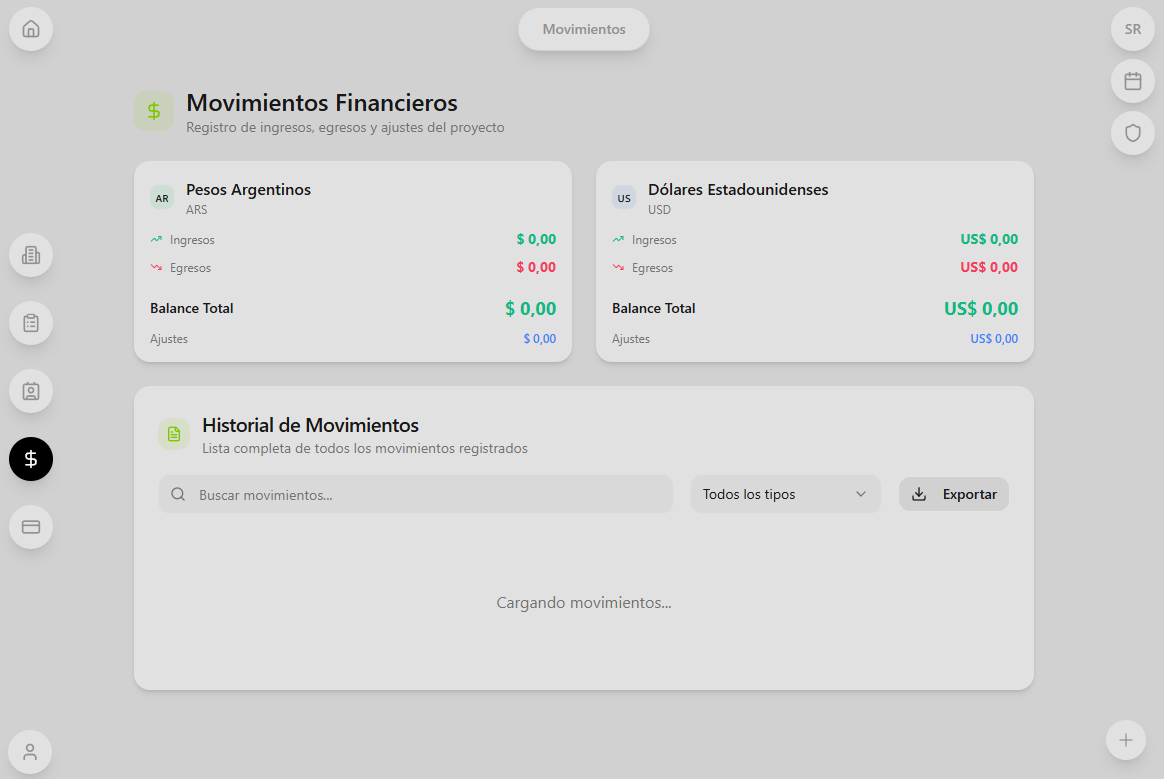 Movimientos
SR
$
Movimientos Financieros
Registro de ingresos, egresos y ajustes del proyecto
AR
Pesos Argentinos
ARS
Ingresos
$ 0,00
Egresos
$ 0,00
Balance Total
$ 0,00
Ajustes
$ 0,00
US
Dólares Estadounidenses
USD
Ingresos
US$ 0,00
Egresos
US$ 0,00
Balance Total
US$ 0,00
Ajustes
US$ 0,00
Historial de Movimientos
Lista completa de todos los movimientos registrados
Buscar movimientos...
Todos los tipos
Exportar
Cargando movimientos...
$